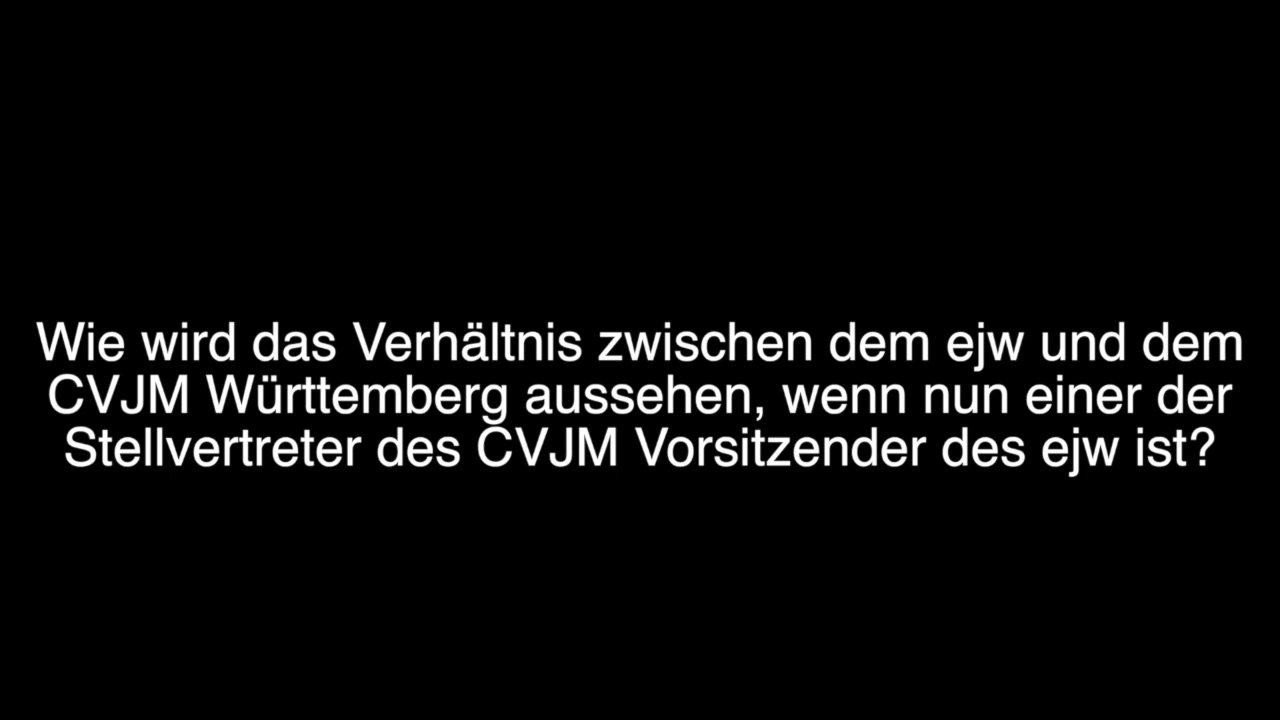 Wie wird das Verhältnis zwischen dem ejw und dem
CVJM Württemberg aussehen, wenn nun einer der
Stellvertreter des CVJM Vorsitzender des ejw ist?